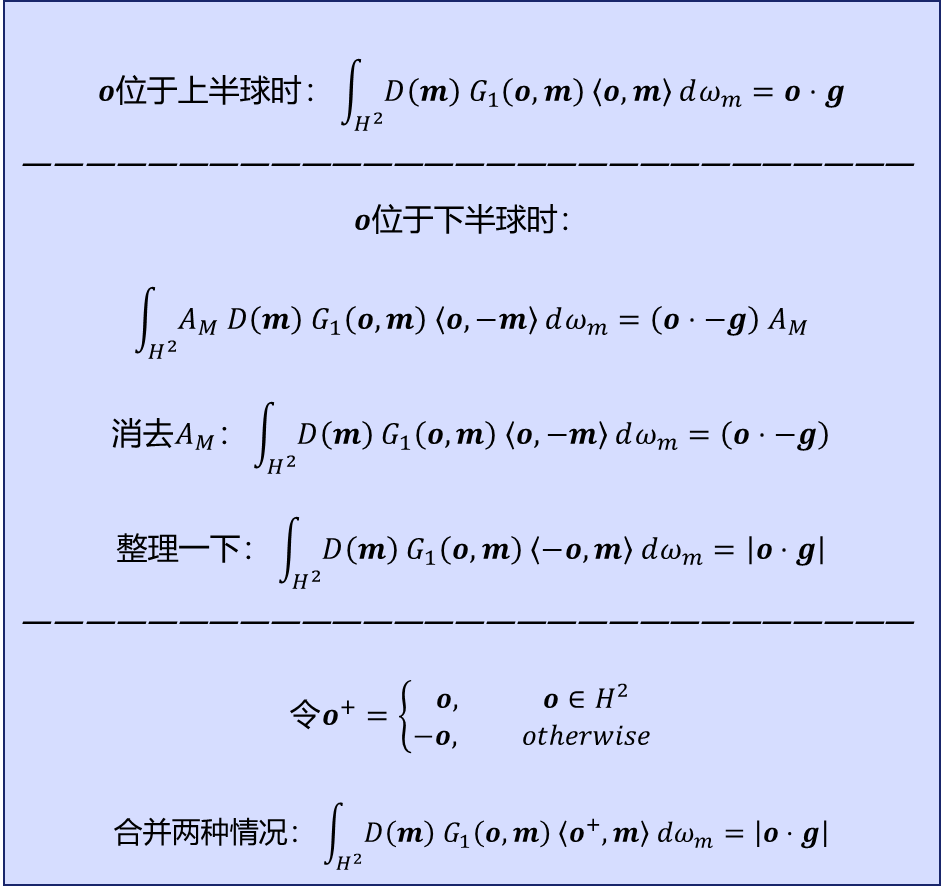 𝒐位于上半球时： ∫_{H²} D(𝒎) G₁(𝒐, 𝒎) ⟨𝒐, 𝒎⟩ dω_m = 𝒐 · 𝒈
𝒐位于下半球时：
∫_{H²} A_M D(𝒎) G₁(𝒐, 𝒎) ⟨𝒐, −𝒎⟩ dω_m = (𝒐 · −𝒈) A_M
消去A_M： ∫_{H²} D(𝒎) G₁(𝒐, 𝒎) ⟨𝒐, −𝒎⟩ dω_m = (𝒐 · −𝒈)
整理一下： ∫_{H²} D(𝒎) G₁(𝒐, 𝒎) ⟨−𝒐, 𝒎⟩ dω_m = |𝒐 · 𝒈|
令𝒐⁺ = { 𝒐, 𝒐 ∈ H²
−𝒐, otherwise
合并两种情况： ∫_{H²} D(𝒎) G₁(𝒐, 𝒎) ⟨𝒐⁺, 𝒎⟩ dω_m = |𝒐 · 𝒈|